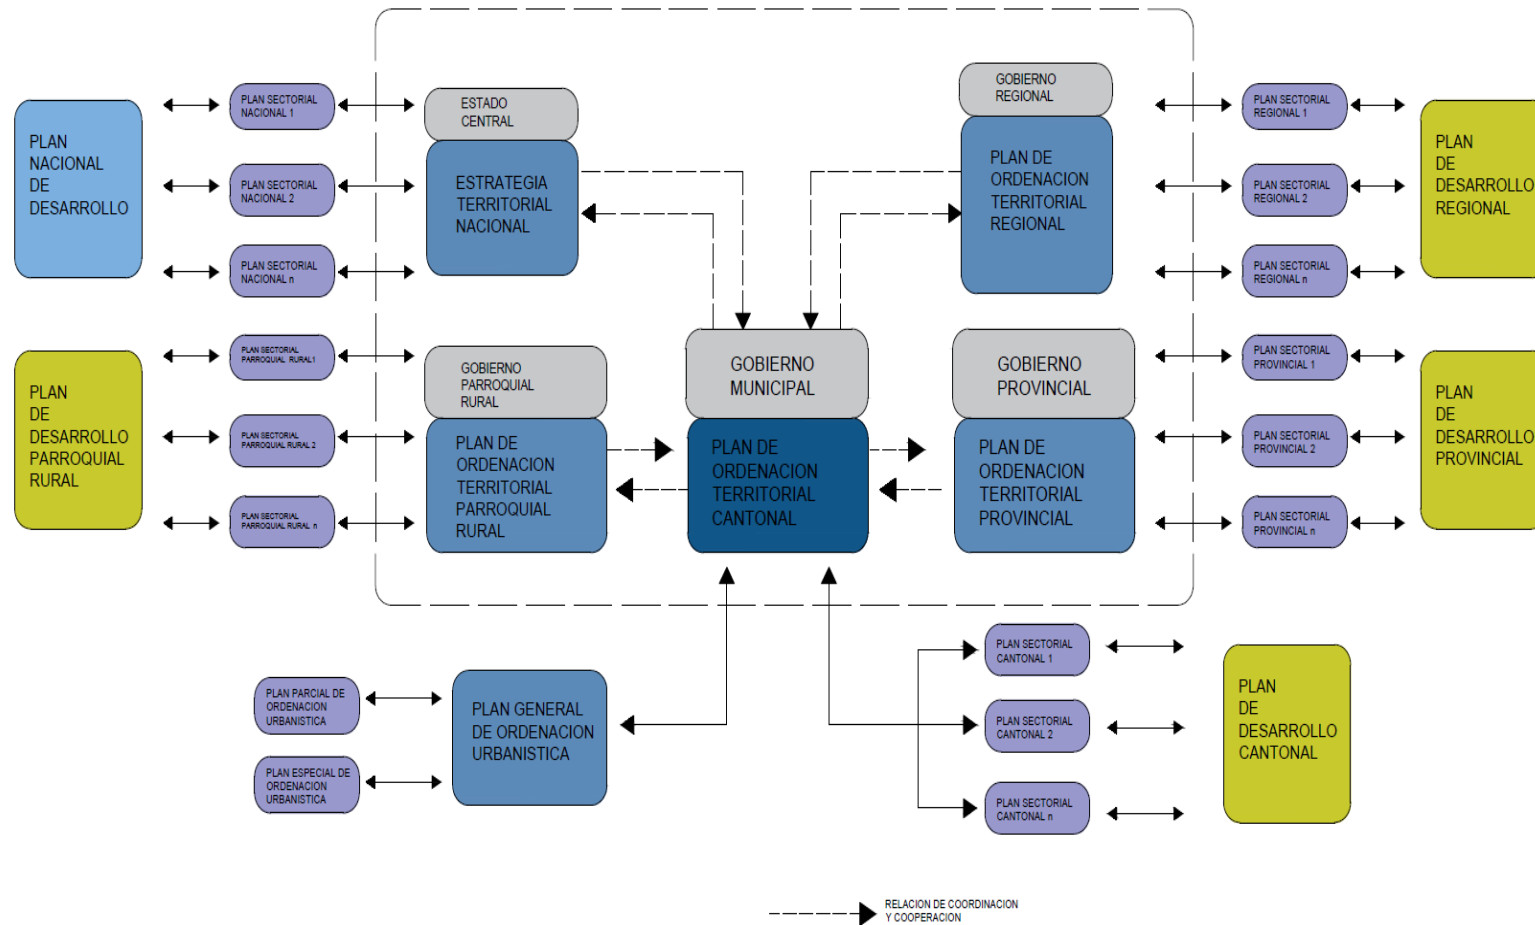 PLAN
NACIONAL
DE
DESARROLLO
PLAN SECTORIAL
NACIONAL 1
PLAN SECTORIAL
NACIONAL 2
PLAN SECTORIAL
NACIONAL n
ESTADO
CENTRAL
ESTRATEGIA
TERRITORIAL
NACIONAL
GOBIERNO
REGIONAL
PLAN DE
ORDENACION
TERRITORIAL
REGIONAL
PLAN SECTORIAL
REGIONAL 1
PLAN SECTORIAL
REGIONAL 2
PLAN SECTORIAL
REGIONAL n
PLAN
DE
DESARROLLO
REGIONAL
PLAN
DE
DESARROLLO
PARROQUIAL
RURAL
PLAN SECTORIAL
PARROQUIAL RURAL1
PLAN SECTORIAL
PARROQUIAL RURAL 2
PLAN SECTORIAL
PARROQUIAL RURAL n
GOBIERNO
PARROQUIAL
RURAL
PLAN DE
ORDENACION
TERRITORIAL
PARROQUIAL
RURAL
GOBIERNO
MUNICIPAL
PLAN DE
ORDENACION
TERRITORIAL
CANTONAL
GOBIERNO
PROVINCIAL
PLAN DE
ORDENACION
TERRITORIAL
PROVINCIAL
PLAN SECTORIAL
PROVINCIAL 1
PLAN SECTORIAL
PROVINCIAL 2
PLAN SECTORIAL
PROVINCIAL n
PLAN
DE
DESARROLLO
PROVINCIAL
PLAN PARCIAL DE
ORDENACION
URBANISTICA
PLAN ESPECIAL DE
ORDENACION
URBANISTICA
PLAN GENERAL
DE ORDENACION
URBANISTICA
PLAN SECTORIAL
CANTONAL 1
PLAN SECTORIAL
CANTONAL 2
PLAN SECTORIAL
CANTONAL n
PLAN
DE
DESARROLLO
CANTONAL
RELACION DE COORDINACION
Y COOPERACION